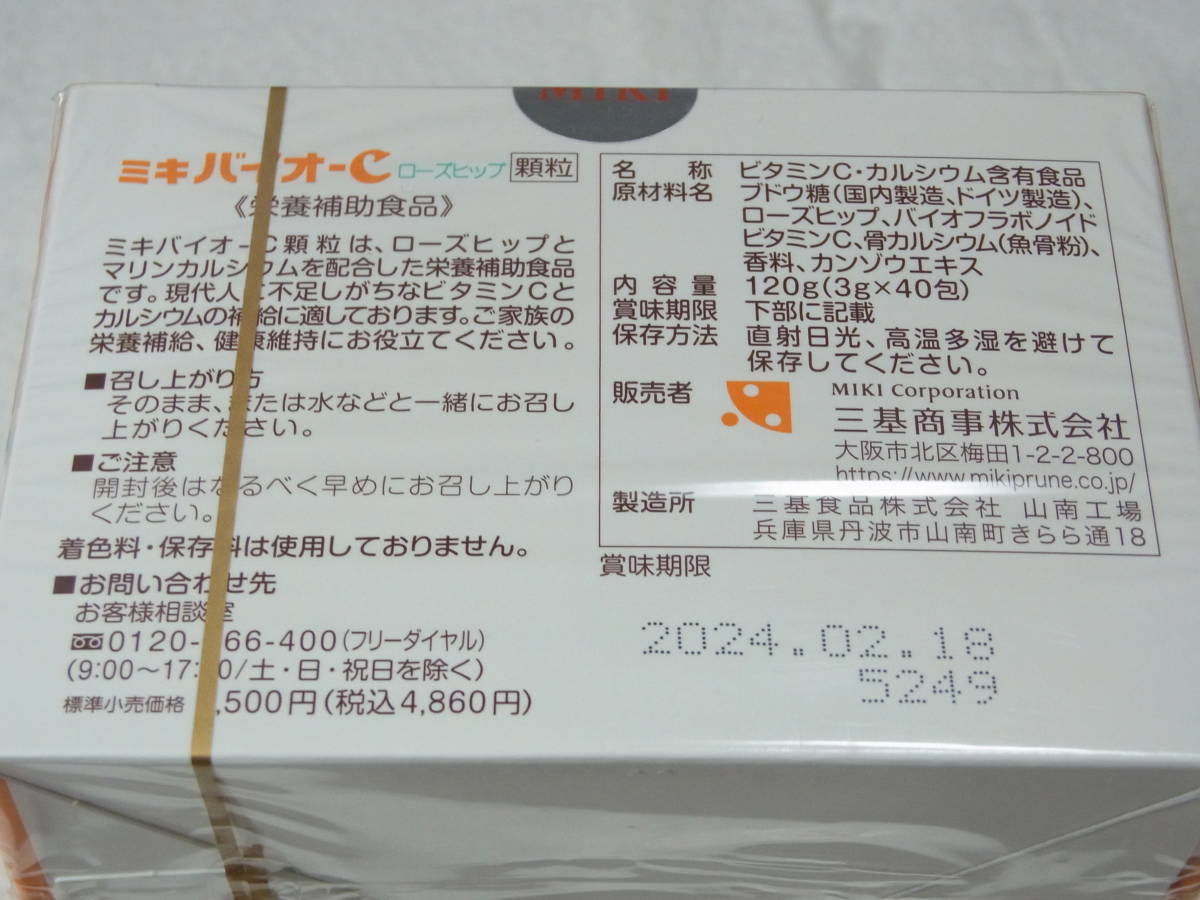 MIKI
ミキバイオ-C ローズヒップ 顆粒
《栄養補助食品》
ミキバイオ-C顆粒は、ローズヒップと
マリンカルシウムを配合した栄養補助食品
です。現代人に不足しがちなビタミンCと
カルシウムの補給に適しております。ご家族の
栄養補給、健康維持にお役立てください。
■召し上がり方
そのまま、または水などと一緒にお召し
上がりください。
■ご注意
開封後はなるべく早めにお召し上がり
ください。
着色料・保存料は使用しておりません。
■お問い合わせ先
お客様相談室
0120- 66-400(フリーダイヤル)
(9:00〜17: 0/土・日・祝日を除く)
標準小売価格 ,500円(税込4,860円)
名称 ビタミンC・カルシウム含有食品
原材料名 ブドウ糖(国内製造、ドイツ製造)、
ローズヒップ、バイオフラボノイド
ビタミンC、骨カルシウム(魚骨粉)、
香料、カンゾウエキス
内容量 120g(3g×40包)
賞味期限 下部に記載
保存方法 直射日光、高温多湿を避けて
保存してください。
販売者 MIKI Corporation
三基商事株式会社
大阪市北区梅田1-2-2-800
https://www.mikiprune.co.jp/
製造所 三基食品株式会社 山南工場
兵庫県丹波市山南町きらら通18
賞味期限
2024.02.18
5249